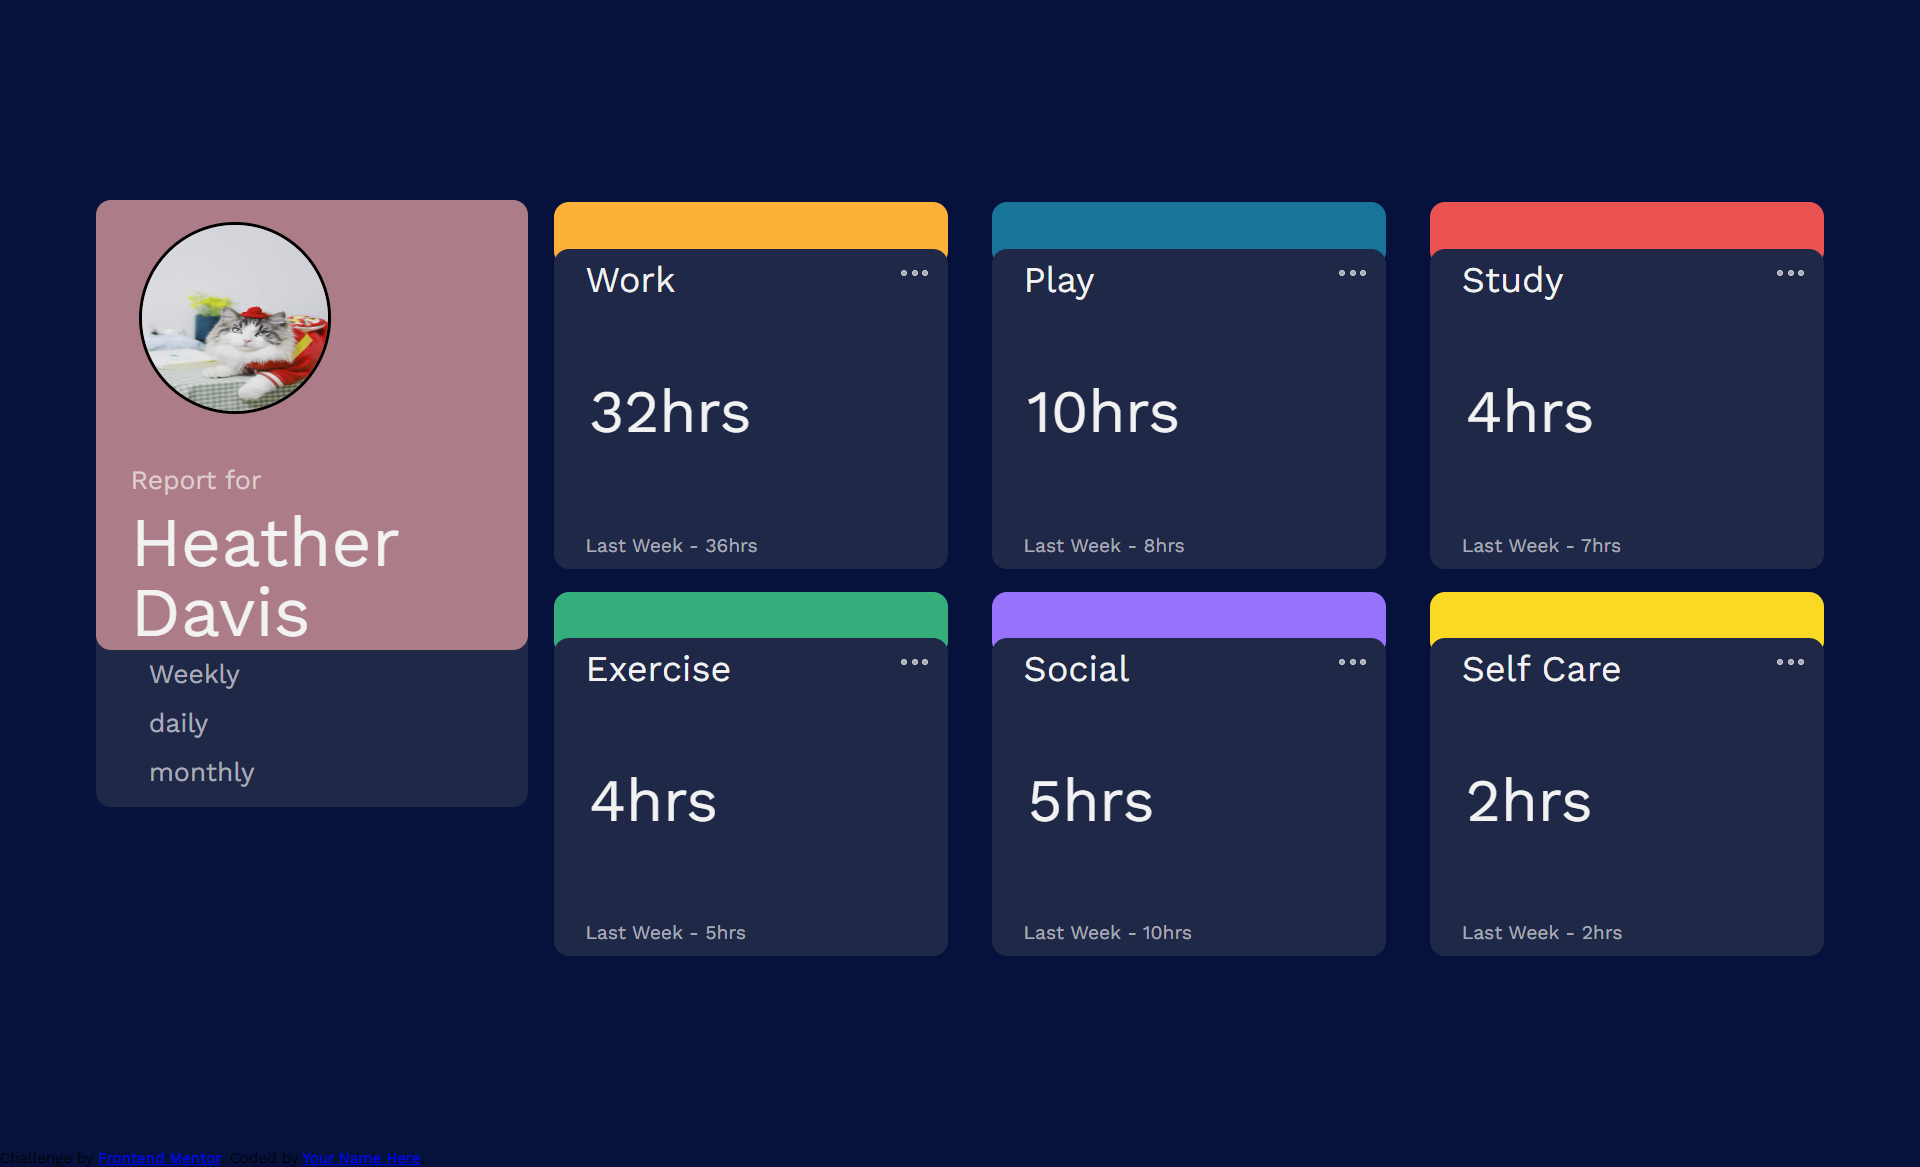 Report for
Heather
Davis
Weekly
daily
monthly
Work
32hrs
Last Week - 36hrs
Play
10hrs
Last Week - 8hrs
Study
4hrs
Last Week - 7hrs
Exercise
4hrs
Last Week - 5hrs
Social
5hrs
Last Week - 10hrs
Self Care
2hrs
Last Week - 2hrs
Challenge by Frontend Mentor. Coded by Your Name Here.